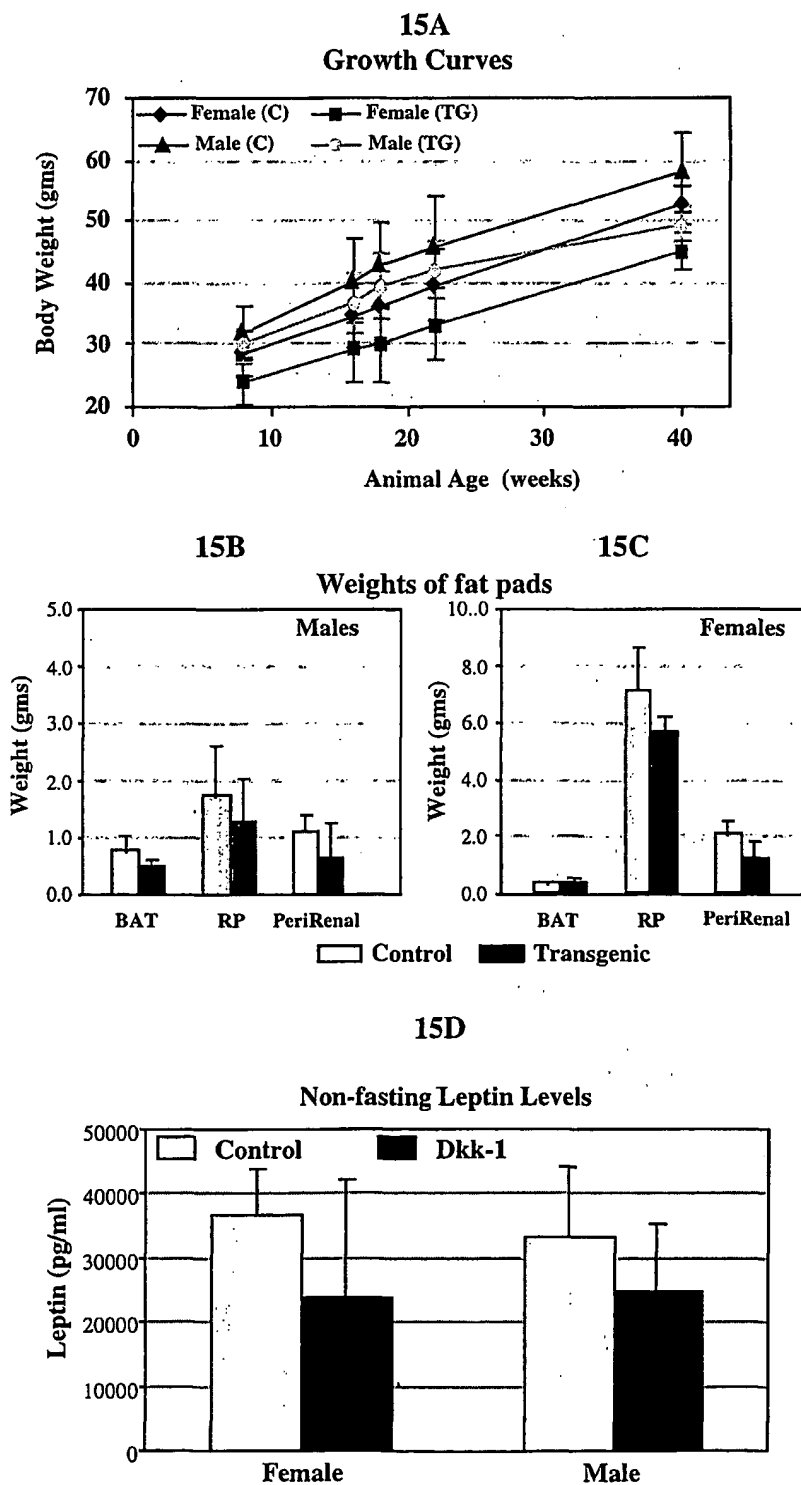 15A
Growth Curves
70
60
50
40
30
20
Body Weight (gms)
Female (C) Female (TG)
Male (C) Male (TG)
0 10 20 30 40
Animal Age (weeks)
15B 15C
Weights of fat pads
5.0
4.0
3.0
2.0
1.0
0.0
Weight (gms)
Males
BAT RP PeriRenal
10..0
8.0
6.0
4.0
2.0
0.0
Weight (gms)
Females
BAT RP PeriRenal
Control Transgenic
15D
Non-fasting Leptin Levels
50000
40000
30000
20000
10000
0
Leptin (pg/ml)
Control Dkk-1
Female Male